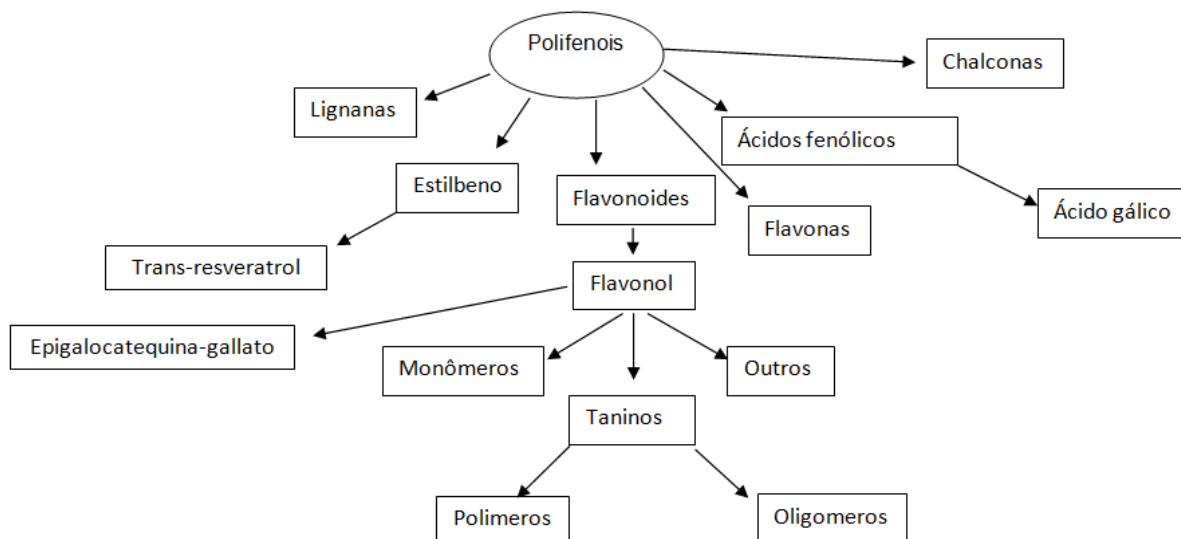 Polifenois
Chalconas
Lignanas
Ácidos fenólicos
Estilbeno
Flavonoides
Flavonas
Ácido gálico
Trans-resveratrol
Flavonol
Epigalocatequina-gallato
Monômeros
Outros
Taninos
Polimeros
Oligomeros